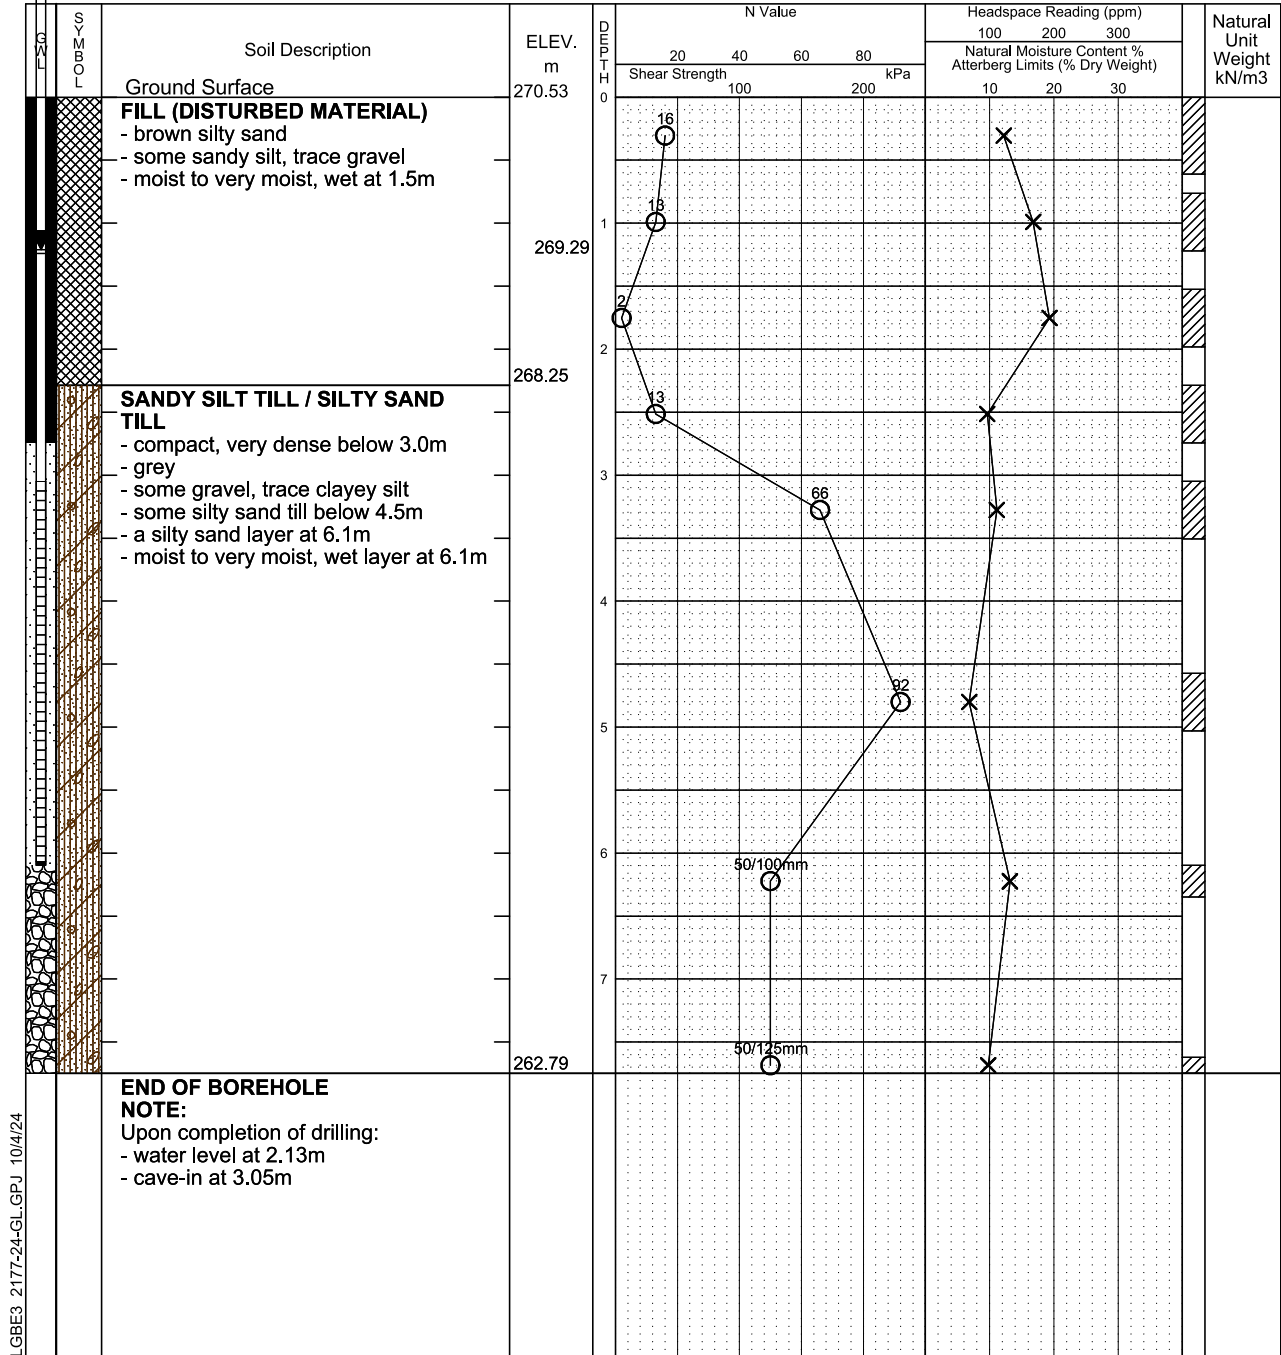 GWL
SYMBOL
Soil Description
Ground Surface
ELEV.
m
270.53
DEPTH
N Value
20 40 60 80
Shear Strength kPa
100 200
Headspace Reading (ppm)
100 200 300
Natural Moisture Content %
Atterberg Limits (% Dry Weight)
10 20 30
Natural
Unit
Weight
kN/m3
0
FILL (DISTURBED MATERIAL)
- brown silty sand
- some sandy silt, trace gravel
- moist to very moist, wet at 1.5m
16
13
1
269.29
2
2
268.25
SANDY SILT TILL / SILTY SAND
TILL
- compact, very dense below 3.0m
- grey
- some gravel, trace clayey silt
- some silty sand till below 4.5m
- a silty sand layer at 6.1m
- moist to very moist, wet layer at 6.1m
13
3
66
4
92
5
6
50/100mm
7
50/125mm
262.79
END OF BOREHOLE
NOTE:
Upon completion of drilling:
- water level at 2.13m
- cave-in at 3.05m
LGBE3 2177-24-GL.GPJ 10/4/24